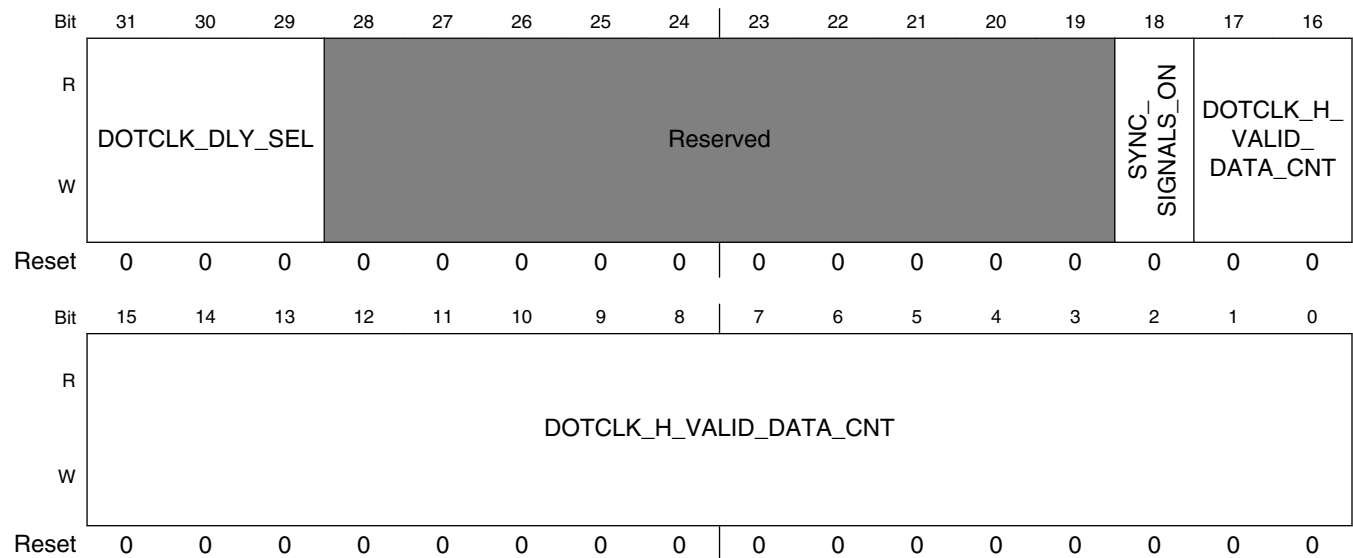 Bit 31 30 29 28 27 26 25 24 23 22 21 20 19 18 17 16
R
W
DOTCLK_DLY_SEL
Reserved
SYNC_
SIGNALS_ON
DOTCLK_H_
VALID_
DATA_CNT
Reset 0 0 0 0 0 0 0 0 0 0 0 0 0 0 0 0
Bit 15 14 13 12 11 10 9 8 7 6 5 4 3 2 1 0
R
W
DOTCLK_H_VALID_DATA_CNT
Reset 0 0 0 0 0 0 0 0 0 0 0 0 0 0 0 0